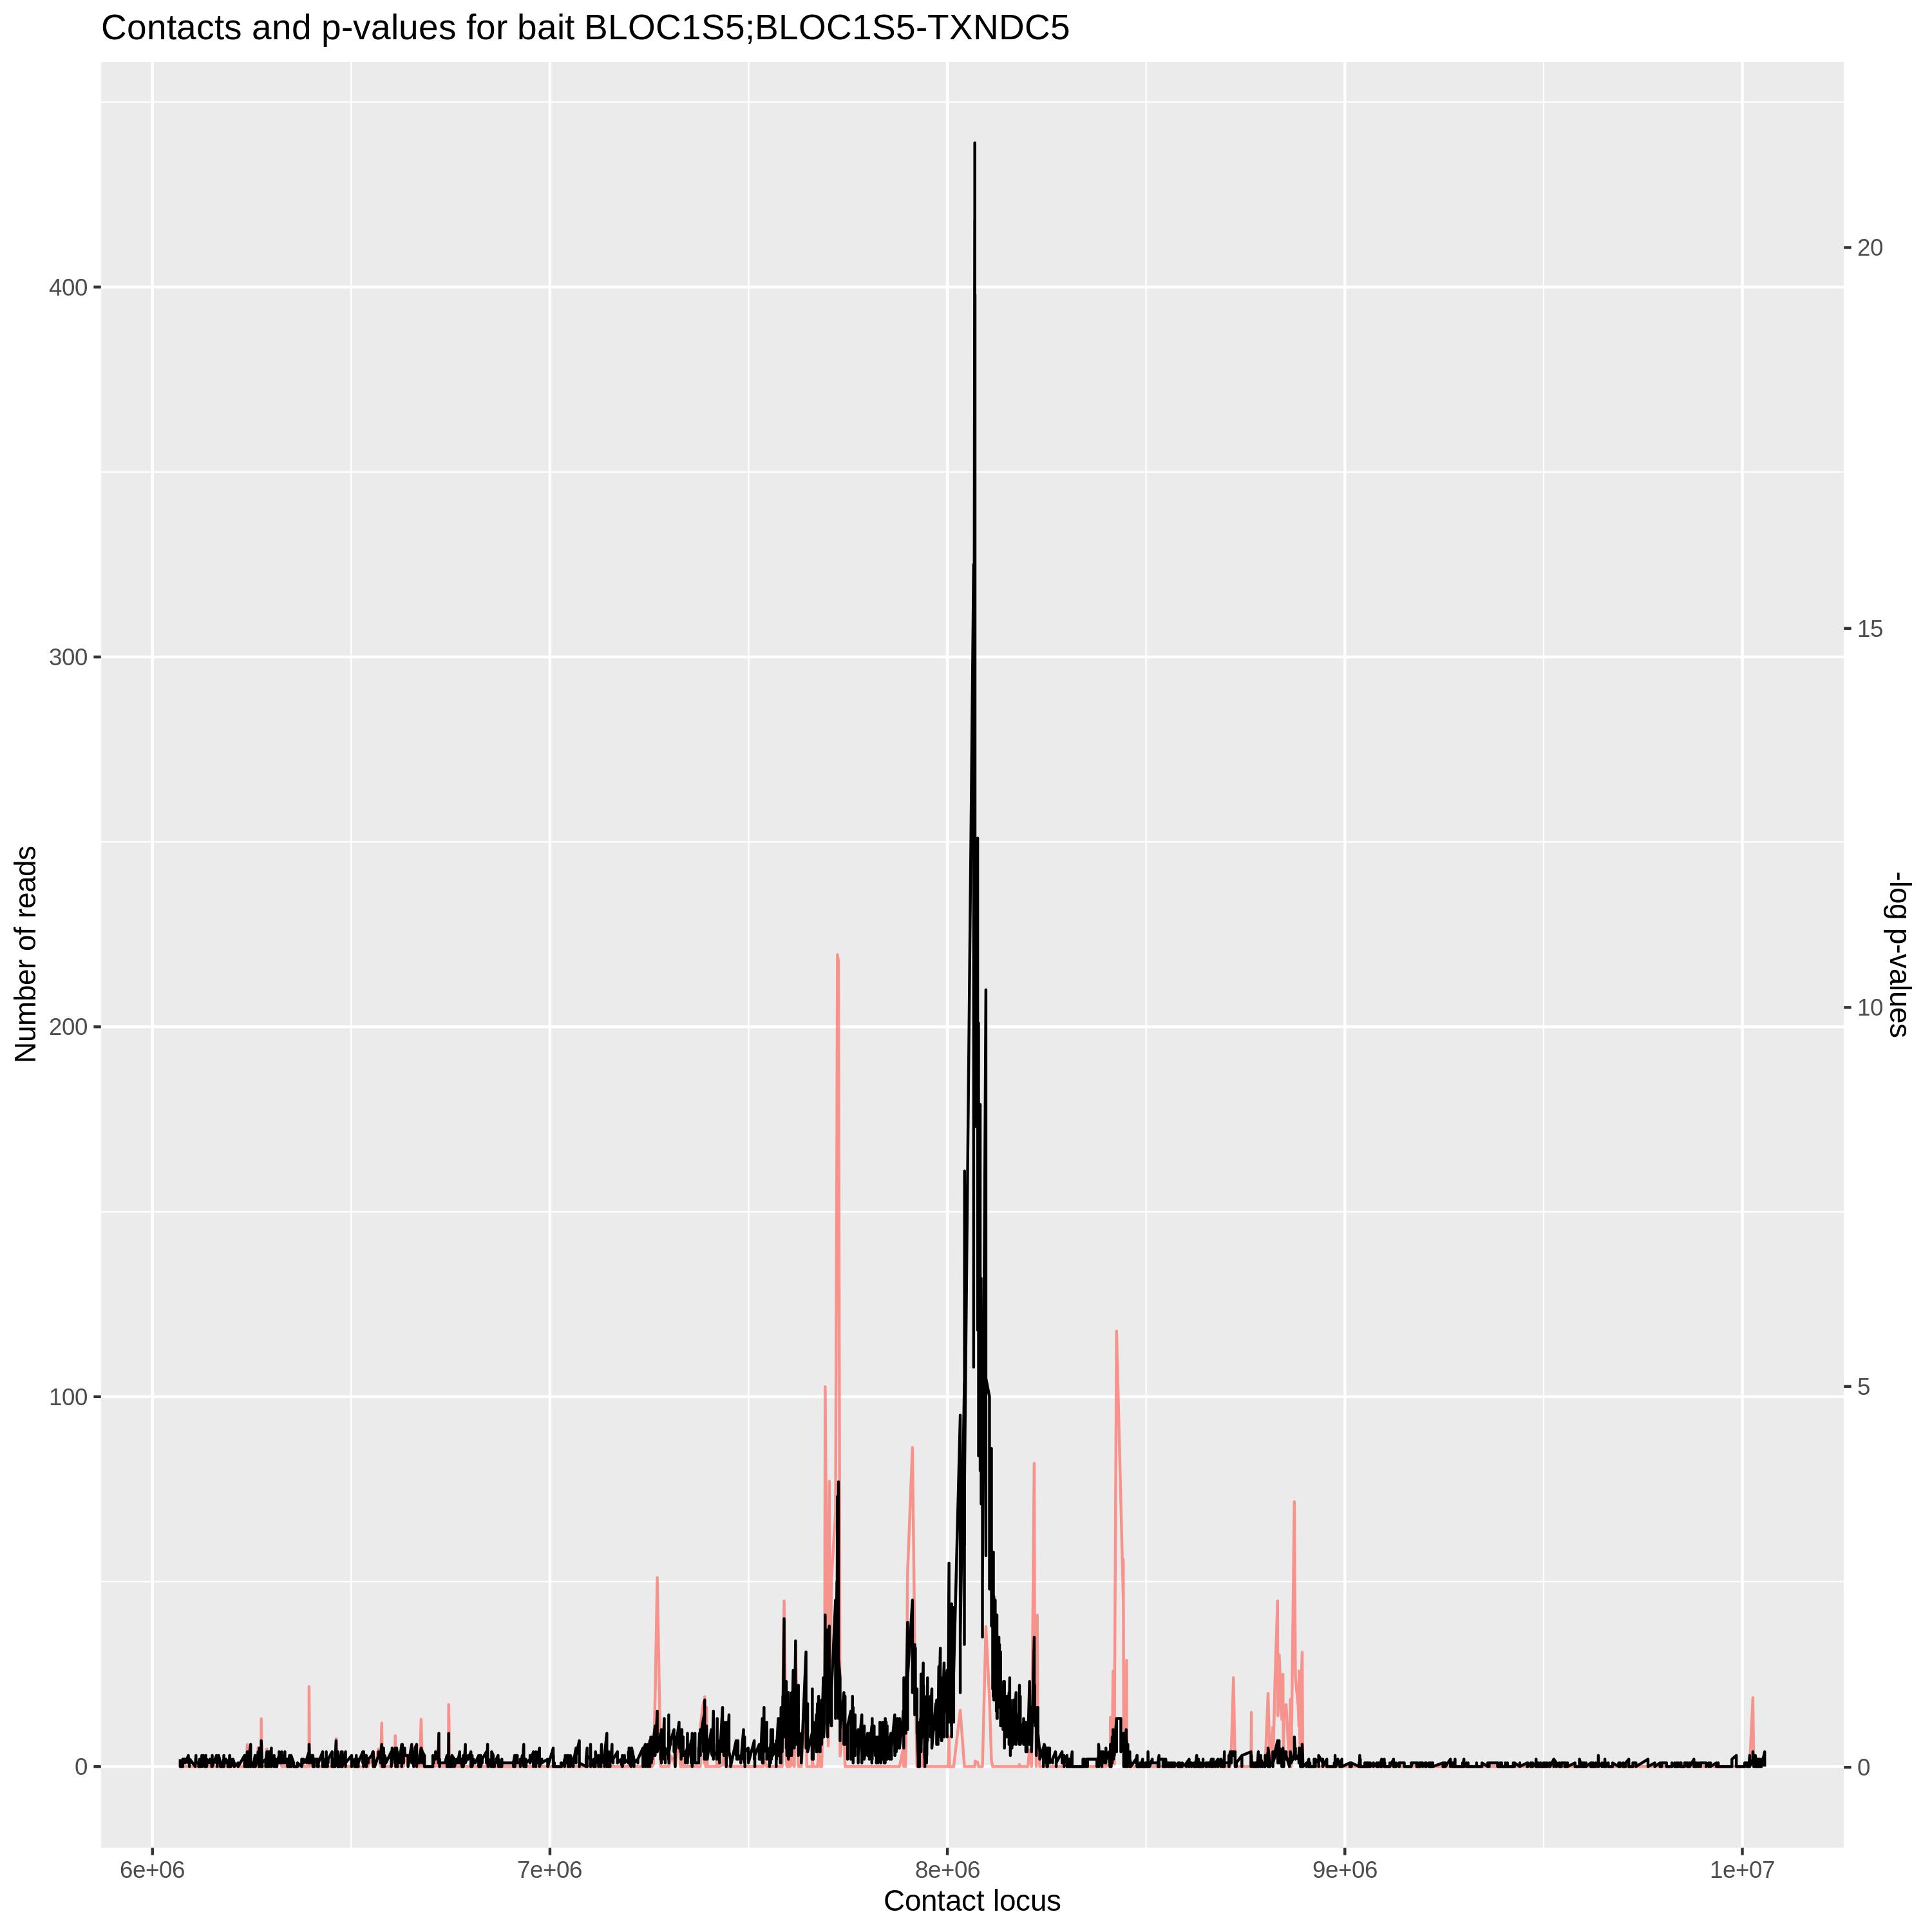 Contacts and p-values for bait BLOC1S5;BLOC1S5-TXNDC5
Number of reads
400
300
200
100
0
20
15
10
5
0
-log p-values
6e+06 7e+06 8e+06 9e+06 1e+07
Contact locus